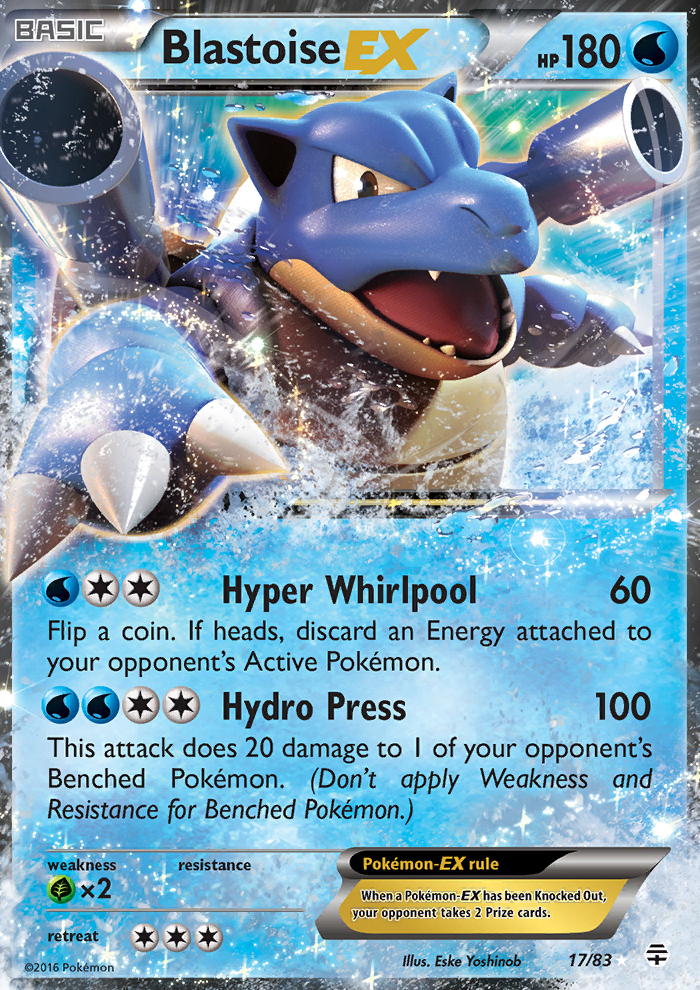 BASIC Blastoise EX HP 180
Hyper Whirlpool 60
Flip a coin. If heads, discard an Energy attached to
your opponent's Active Pokémon.
Hydro Press 100
This attack does 20 damage to 1 of your opponent's
Benched Pokémon. (Don't apply Weakness and
Resistance for Benched Pokémon.)
weakness resistance
×2
Pokémon-EX rule
When a Pokémon-EX has been Knocked Out,
your opponent takes 2 Prize cards.
retreat
©2016 Pokémon
Illus. Eske Yoshinob 17/83